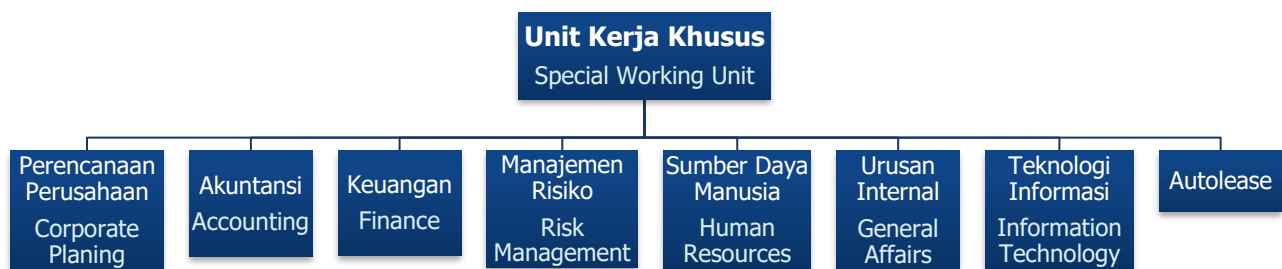 Unit Kerja Khusus
Special Working Unit
Perencanaan
Perusahaan
Corporate
Planing
Akuntansi
Accounting
Keuangan
Finance
Manajemen
Risiko
Risk
Management
Sumber Daya
Manusia
Human
Resources
Urusan
Internal
General
Affairs
Teknologi
Informasi
Information
Technology
Autolease